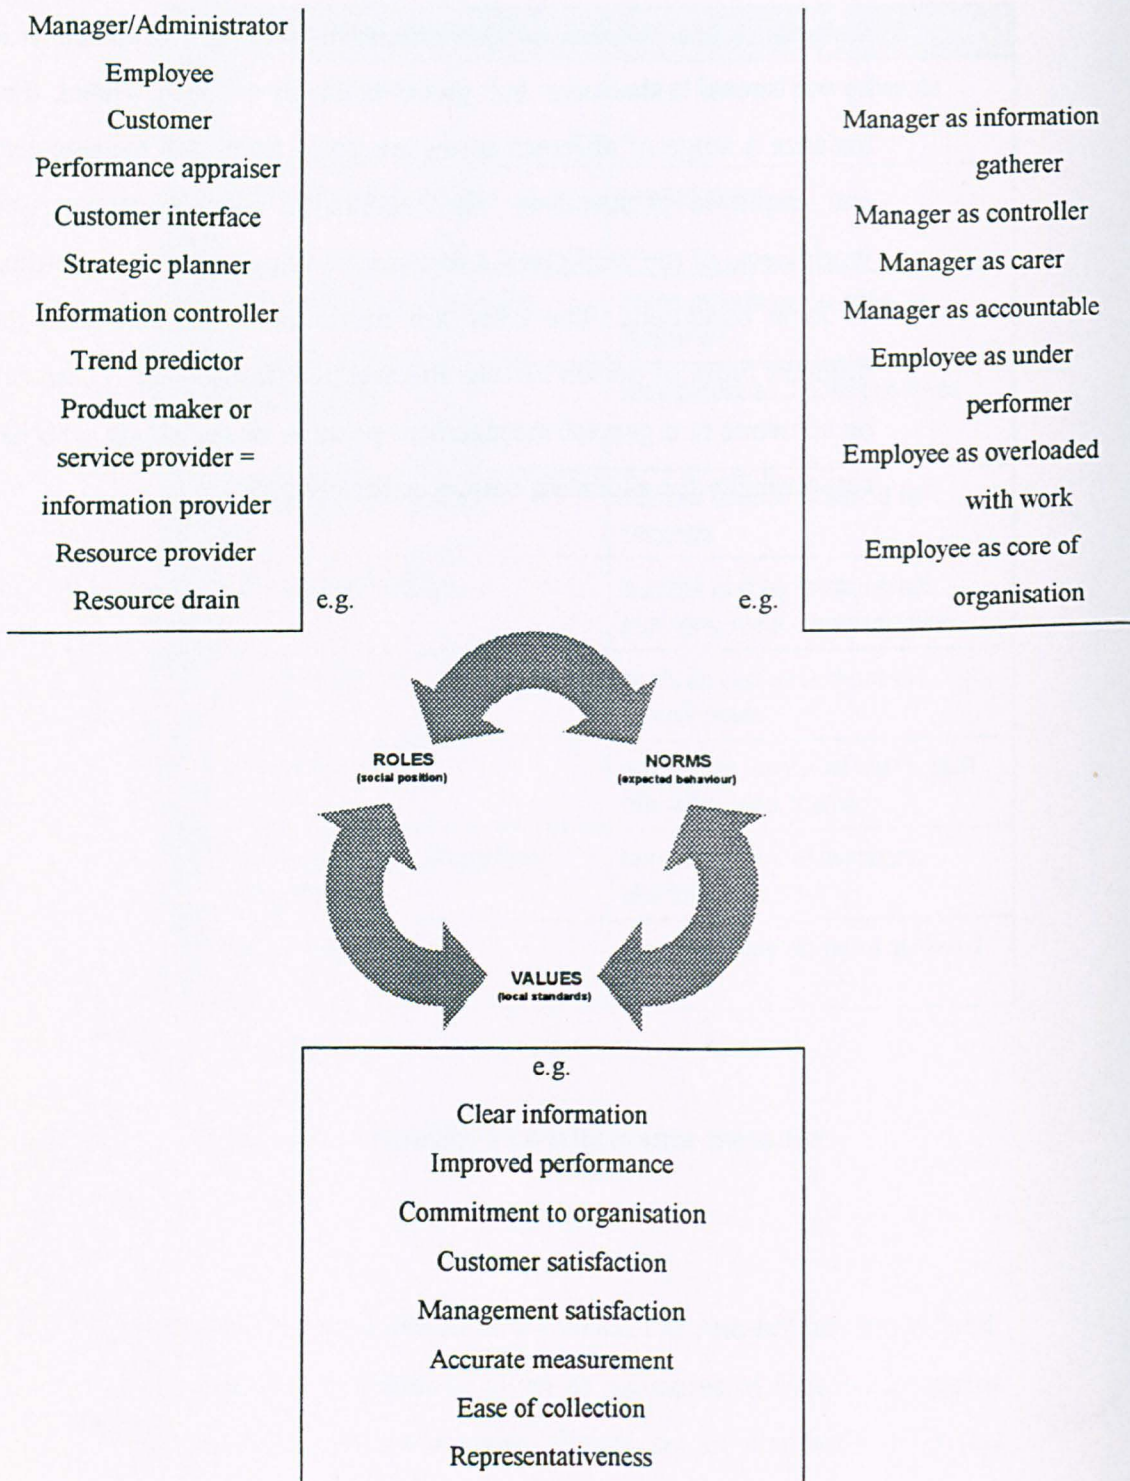 Manager/Administrator
Employee
Customer
Performance appraiser
Customer interface
Strategic planner
Information controller
Trend predictor
Product maker or
service provider =
information provider
Resource provider
Resource drain
e.g.
e.g.
Manager as information
gatherer
Manager as controller
Manager as carer
Manager as accountable
Employee as under
performer
Employee as overloaded
with work
Employee as core of
organisation
ROLES
(social position)
NORMS
(expected behaviour)
VALUES
(local standards)
e.g.
Clear information
Improved performance
Commitment to organisation
Customer satisfaction
Management satisfaction
Accurate measurement
Ease of collection
Representativeness